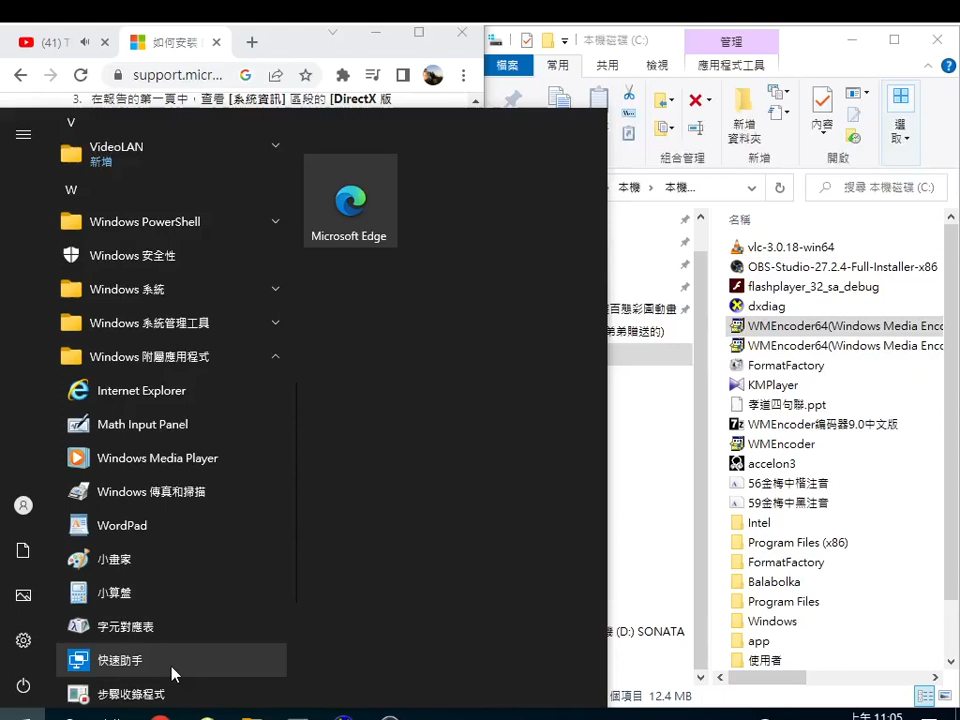 (41) T
如何安裝
support.micr...
3. 在報告的第一頁中，查看 [系統資訊] 區段的 [DirectX 版
V
VideoLAN
新增
W
Windows PowerShell
Windows 安全性
Windows 系統
Windows 系統管理工具
Windows 附屬應用程式
Internet Explorer
Math Input Panel
Windows Media Player
Windows 傳真和掃描
WordPad
小畫家
小算盤
字元對應表
快速助手
步驟收錄程式
Microsoft Edge
本機磁碟 (C:)
管理
檔案
常用
共用
檢視
應用程式工具
新增
資料夾
內容
選
取
組合管理
新增
開啟
本機
本機...
搜尋 本機磁碟 (C:)
名稱
百態彩圖動畫
弟弟贈送的)
(D:) SONATA
vlc-3.0.18-win64
OBS-Studio-27.2.4-Full-Installer-x86
flashplayer_32_sa_debug
dxdiag
WMEncoder64(Windows Media Enc
WMEncoder64(Windows Media Enc
FormatFactory
KMPlayer
孝道四句聯.ppt
WMEncoder编码器9.0中文版
WMEncoder
accelon3
56金梅中楷注音
59金梅中黑注音
Intel
Program Files (x86)
FormatFactory
Balabolka
Program Files
Windows
app
使用者
個項目 12.4 MB
上午 11:05